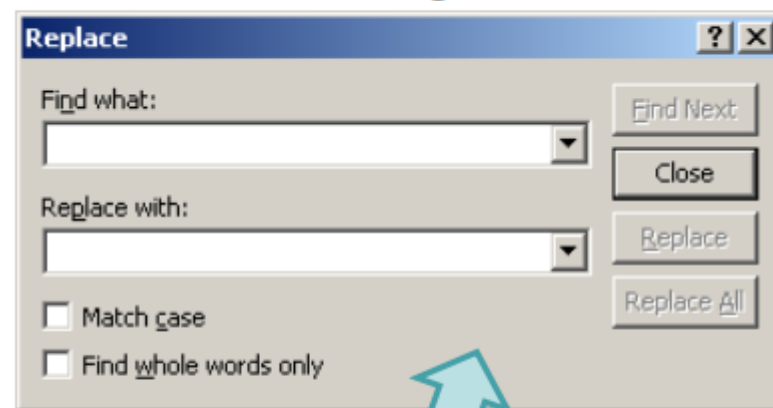 Replace
Find what:
Find Next
Close
Replace with:
Replace
Replace All
Match case
Find whole words only